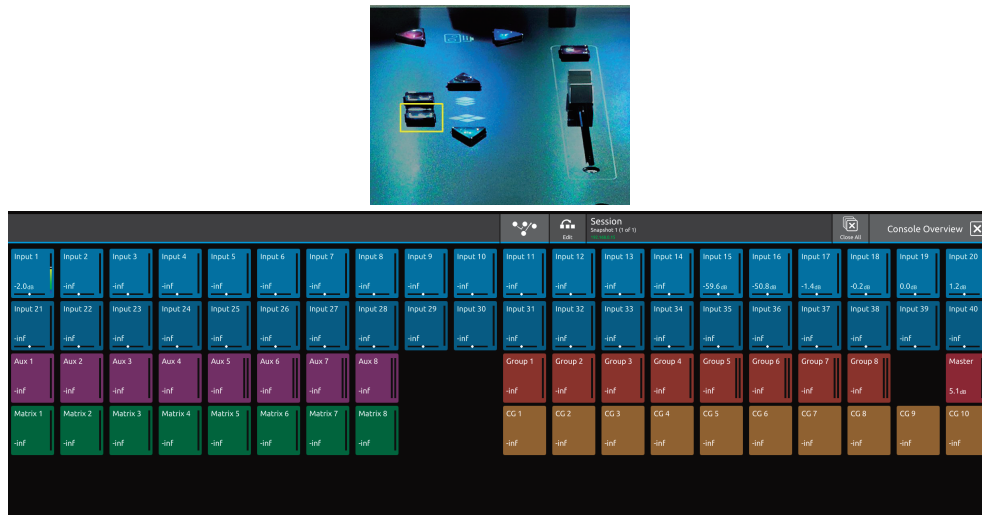 Session
Snapshot 1 (1 of 1)
Edit
Close All
Console Overview
Input 1 Input 2 Input 3 Input 4 Input 5 Input 6 Input 7 Input 8 Input 9 Input 10 Input 11 Input 12 Input 13 Input 14 Input 15 Input 16 Input 17 Input 18 Input 19 Input 20
-2.0dB -inf -inf -inf -inf -inf -inf -inf -inf -inf -inf -inf -inf -inf -59.6dB -50.8dB -1.4dB -0.2dB 0.0dB 1.2dB
Input 21 Input 22 Input 23 Input 24 Input 25 Input 26 Input 27 Input 28 Input 29 Input 30 Input 31 Input 32 Input 33 Input 34 Input 35 Input 36 Input 37 Input 38 Input 39 Input 40
-inf -inf -inf -inf -inf -inf -inf -inf -inf -inf -inf -inf -inf -inf -inf -inf -inf -inf -inf -inf
Aux 1 Aux 2 Aux 3 Aux 4 Aux 5 Aux 6 Aux 7 Aux 8 Group 1 Group 2 Group 3 Group 4 Group 5 Group 6 Group 7 Group 8 Master
-inf -inf -inf -inf -inf -inf -inf -inf -inf -inf -inf -inf -inf -inf -inf -inf 5.1dB
Matrix 1 Matrix 2 Matrix 3 Matrix 4 Matrix 5 Matrix 6 Matrix 7 Matrix 8 CG 1 CG 2 CG 3 CG 4 CG 5 CG 6 CG 7 CG 8 CG 9 CG 10
-inf -inf -inf -inf -inf -inf -inf -inf -inf -inf -inf -inf -inf -inf -inf -inf -inf -inf